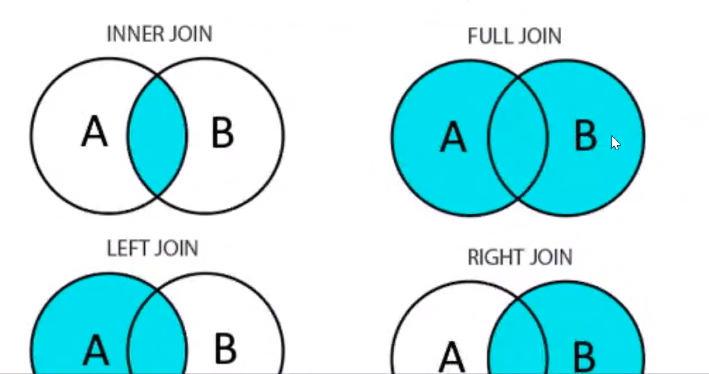 INNER JOIN
A B
FULL JOIN
A B
LEFT JOIN
A B
RIGHT JOIN
A B